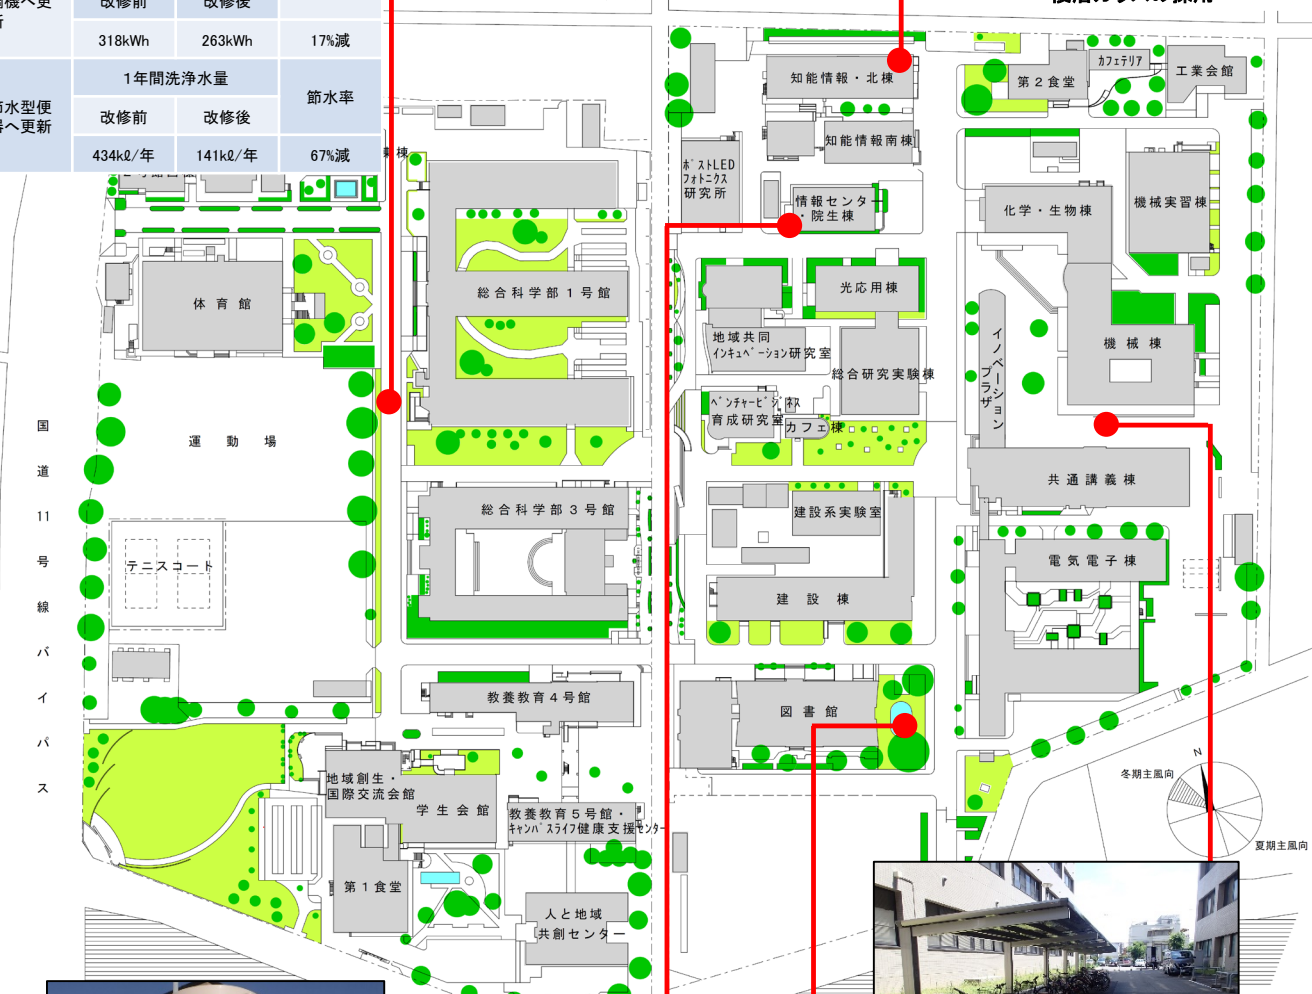 改修前
改修後
318kWh
263kWh
17%減
1年間洗浄水量
節水率
節水型便
器へ更新
改修前
改修後
434kℓ/年
141kℓ/年
67%減
知能情報・北棟
第2食堂
カフェテリア
工業会館
知能情報南棟
ポストLED
フォトニクス
研究所
情報センター
・院生棟
化学・生物棟
機械実習棟
体育館
総合科学部1号館
光応用棟
地域共同
インキュベーション研究室
総合研究実験棟
イノベーション
プラザ
機械棟
ベンチャービジネス
育成研究室
カフェ棟
運動場
国道11号線バイパス
総合科学部3号館
建設系実験室
共通講義棟
テニスコート
電気電子棟
建設棟
教養教育4号館
図書館
地域創生・
国際交流会館
学生会館
教養教育5号館・
キャンパスライフ健康支援センター
第1食堂
人と地域
共創センター
N
冬期主風向
夏期主風向